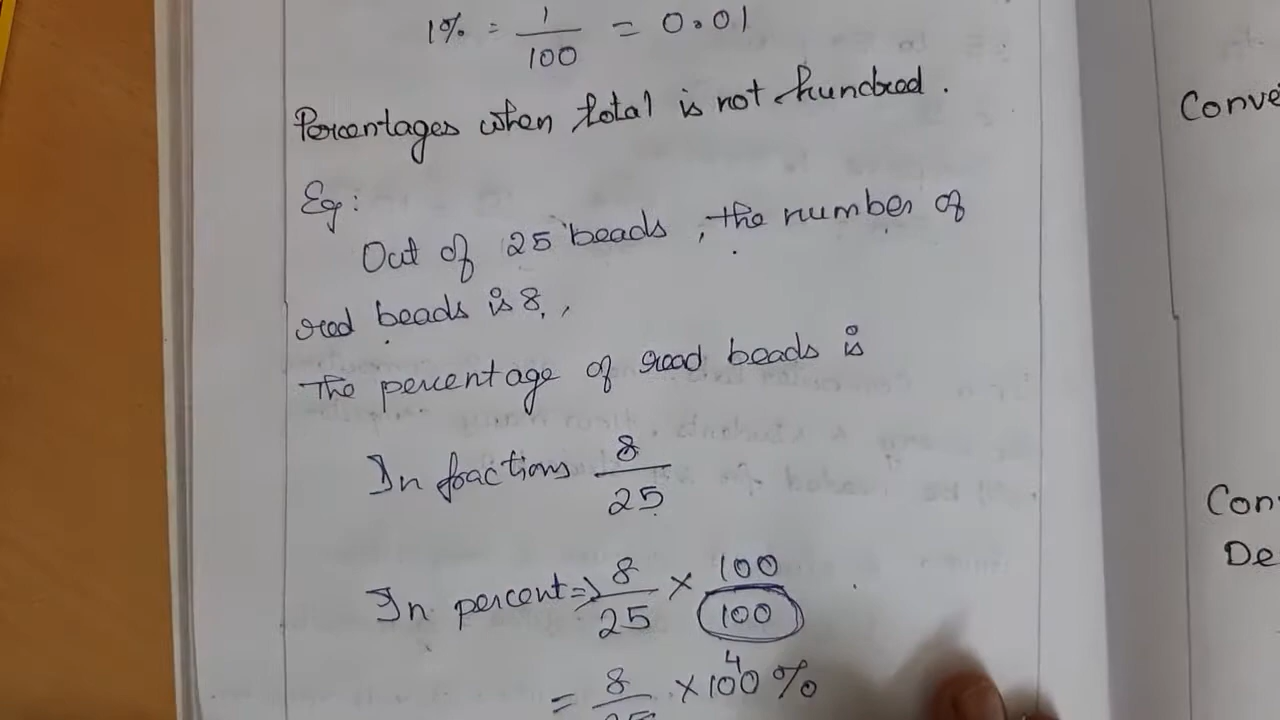 1% = 1/100 = 0.01
Percentages when total is not hundred.
Eg:
Out of 25 beads, the number of
red beads is 8,
The percentage of red beads is
In fractions 8/25
In percent => 8/25 × 100/100
= 8/25 × 100 4 %
Conve
Con
De